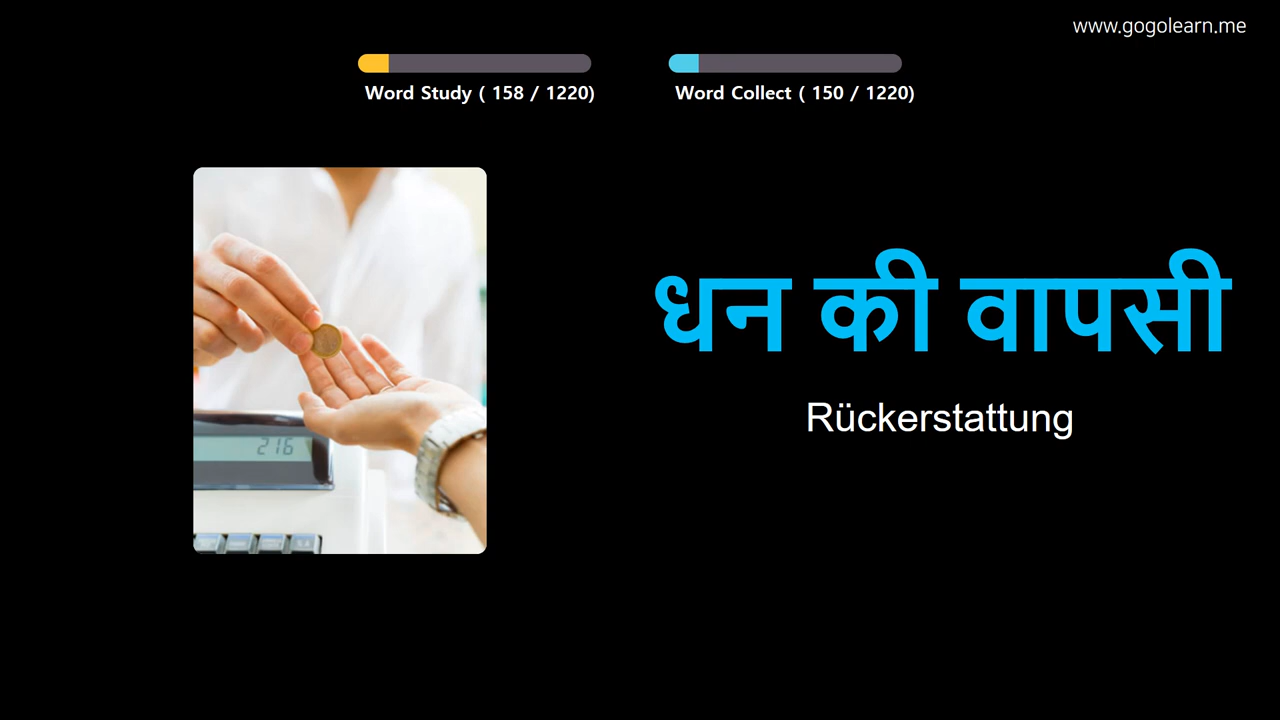 www.gogolearn.me
Word Study ( 158 / 1220)
Word Collect ( 150 / 1220)
धन की वापसी
Rückerstattung
216